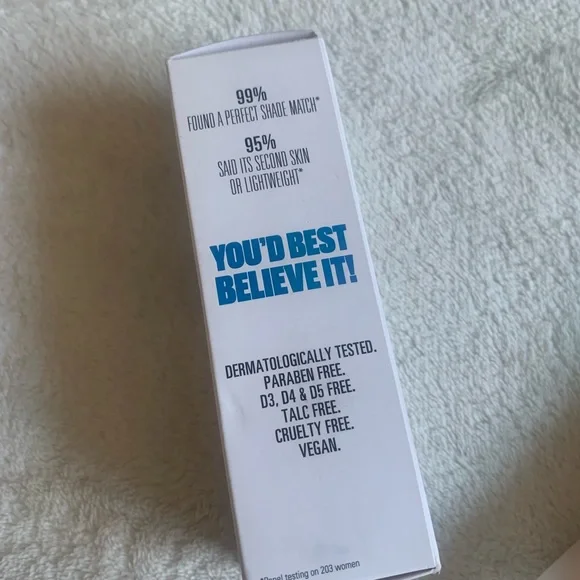 99%
FOUND A PERFECT SHADE MATCH*
95%
SAID ITS SECOND SKIN
OR LIGHTWEIGHT*
YOU'D BEST
BELIEVE IT!
DERMATOLOGICALLY TESTED.
PARABEN FREE.
D3, D4 & D5 FREE.
TALC FREE.
CRUELTY FREE.
VEGAN.
*Panel testing on 203 women